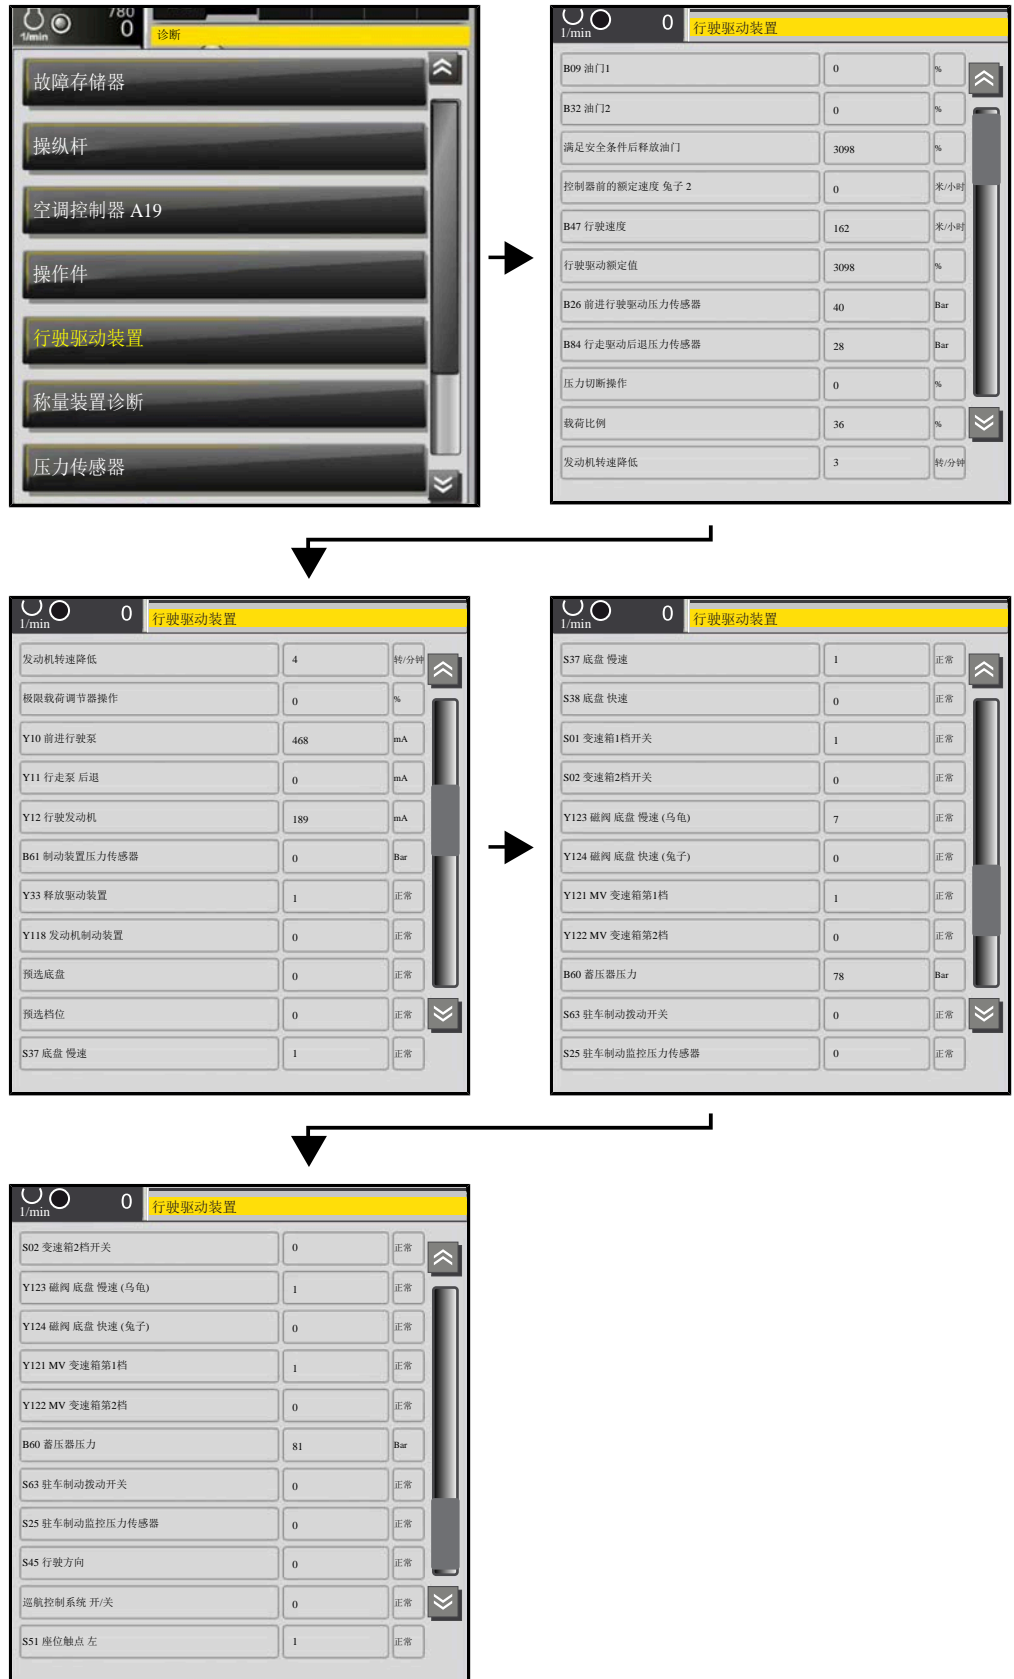 780
1/min
0
诊断
故障存储器
操纵杆
空调控制器 A19
操作件
行驶驱动装置
称量装置诊断
压力传感器
1/min
0
行驶驱动装置
B09 油门1 0 %
B32 油门2 0 %
满足安全条件后释放油门 3098 %
控制器前的额定速度 兔子 2 0 米/小时
B47 行驶速度 162 米/小时
行驶驱动额定值 3098 %
B26 前进行驶驱动压力传感器 40 Bar
B84 行走驱动后退压力传感器 28 Bar
压力切断操作 0 %
载荷比例 36 %
发动机转速降低 3 转/分钟
1/min
0
行驶驱动装置
发动机转速降低 4 转/分钟
极限载荷调节器操作 0 %
Y10 前进行驶泵 468 mA
Y11 行走泵 后退 0 mA
Y12 行驶发动机 189 mA
B61 制动装置压力传感器 0 Bar
Y33 释放驱动装置 1 正常
Y118 发动机制动装置 0 正常
预选底盘 0 正常
预选档位 0 正常
S37 底盘 慢速 1 正常
1/min
0
行驶驱动装置
S37 底盘 慢速 1 正常
S38 底盘 快速 0 正常
S01 变速箱1档开关 1 正常
S02 变速箱2档开关 0 正常
Y123 磁阀 底盘 慢速 (乌龟) 7 正常
Y124 磁阀 底盘 快速 (兔子) 0 正常
Y121 MV 变速箱第1档 1 正常
Y122 MV 变速箱第2档 0 正常
B60 蓄压器压力 78 Bar
S63 驻车制动拨动开关 0 正常
S25 驻车制动监控压力传感器 0 正常
1/min
0
行驶驱动装置
S02 变速箱2档开关 0 正常
Y123 磁阀 底盘 慢速 (乌龟) 1 正常
Y124 磁阀 底盘 快速 (兔子) 0 正常
Y121 MV 变速箱第1档 1 正常
Y122 MV 变速箱第2档 0 正常
B60 蓄压器压力 81 Bar
S63 驻车制动拨动开关 0 正常
S25 驻车制动监控压力传感器 0 正常
S45 行驶方向 0 正常
巡航控制系统 开/关 0 正常
S51 座位触点 左 1 正常